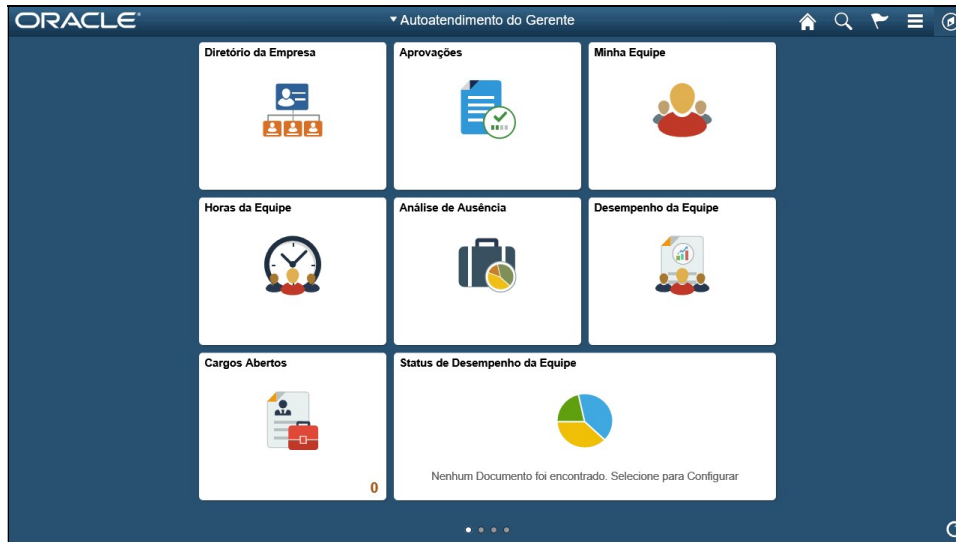 ORACLE
Autoatendimento do Gerente
Diretório da Empresa
Aprovações
Minha Equipe
Horas da Equipe
Análise de Ausência
Desempenho da Equipe
Cargos Abertos
0
Status de Desempenho da Equipe
Nenhum Documento foi encontrado. Selecione para Configurar